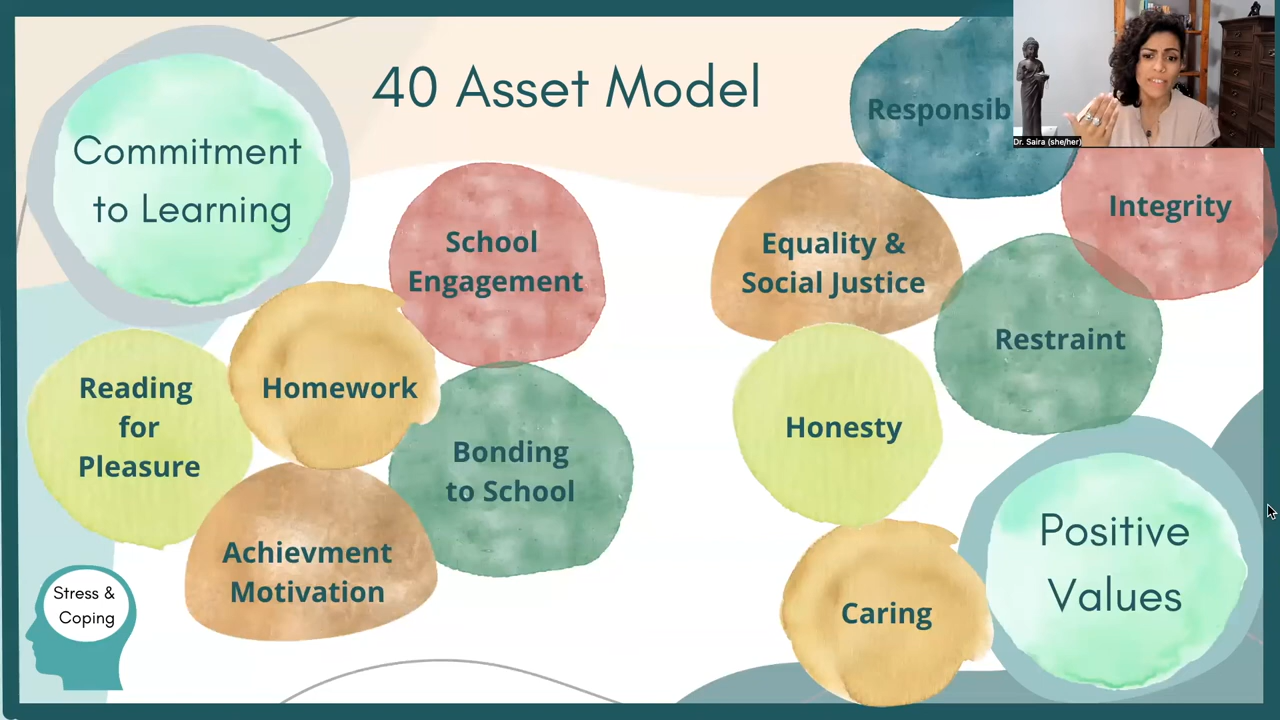 40 Asset Model
Commitment
to Learning
School
Engagement
Homework
Reading
for
Pleasure
Bonding
to School
Achievment
Motivation
Stress &
Coping
Responsib
Dr. Saira (she/her)
Integrity
Equality &
Social Justice
Restraint
Honesty
Caring
Positive
Values